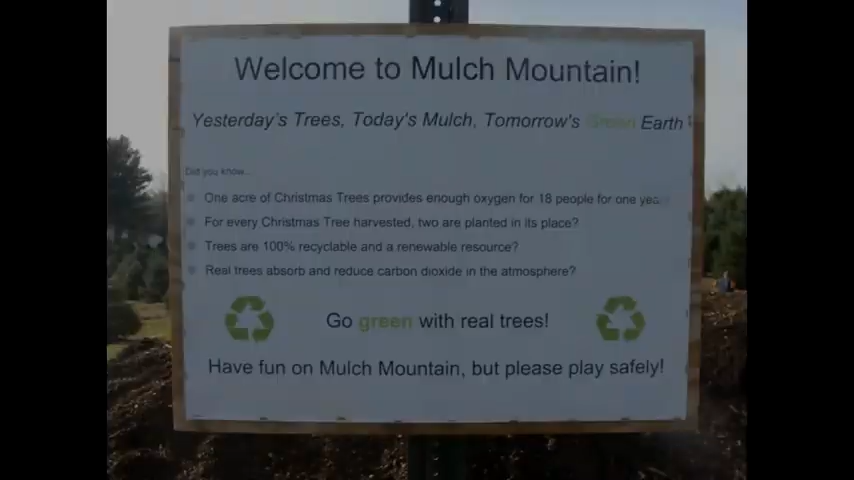 Welcome to Mulch Mountain!
Yesterday's Trees, Today's Mulch, Tomorrow's Green Earth
Did you know...
One acre of Christmas Trees provides enough oxygen for 18 people for one year?
For every Christmas Tree harvested, two are planted in its place?
Trees are 100% recyclable and a renewable resource?
Real trees absorb and reduce carbon dioxide in the atmosphere?
Go green with real trees!
Have fun on Mulch Mountain, but please play safely!